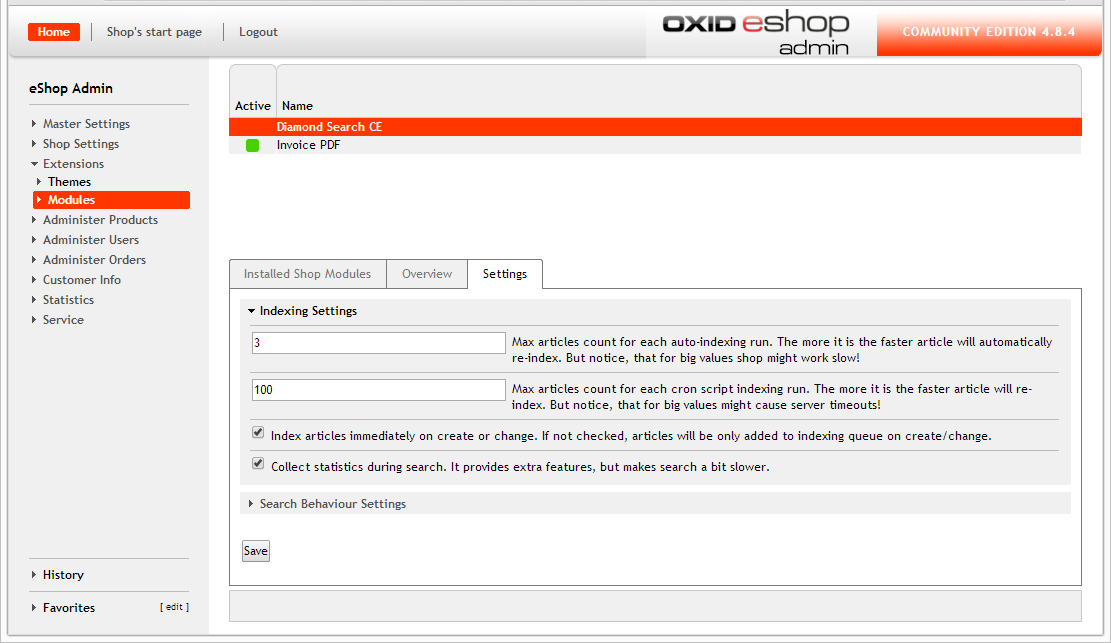 Home
Shop's start page
Logout
OXID eshop
admin
COMMUNITY EDITION 4.8.4
eShop Admin
Master Settings
Shop Settings
Extensions
Themes
Modules
Administer Products
Administer Users
Administer Orders
Customer Info
Statistics
Service
History
Favorites
[ edit ]
Active
Name
Diamond Search CE
Invoice PDF
Installed Shop Modules
Overview
Settings
Indexing Settings
3
Max articles count for each auto-indexing run. The more it is the faster article will automatically
re-index. But notice, that for big values shop might work slow!
100
Max articles count for each cron script indexing run. The more it is the faster article will re-
index. But notice, that for big values might cause server timeouts!
Index articles immediately on create or change. If not checked, articles will be only added to indexing queue on create/change.
Collect statistics during search. It provides extra features, but makes search a bit slower.
Search Behaviour Settings
Save